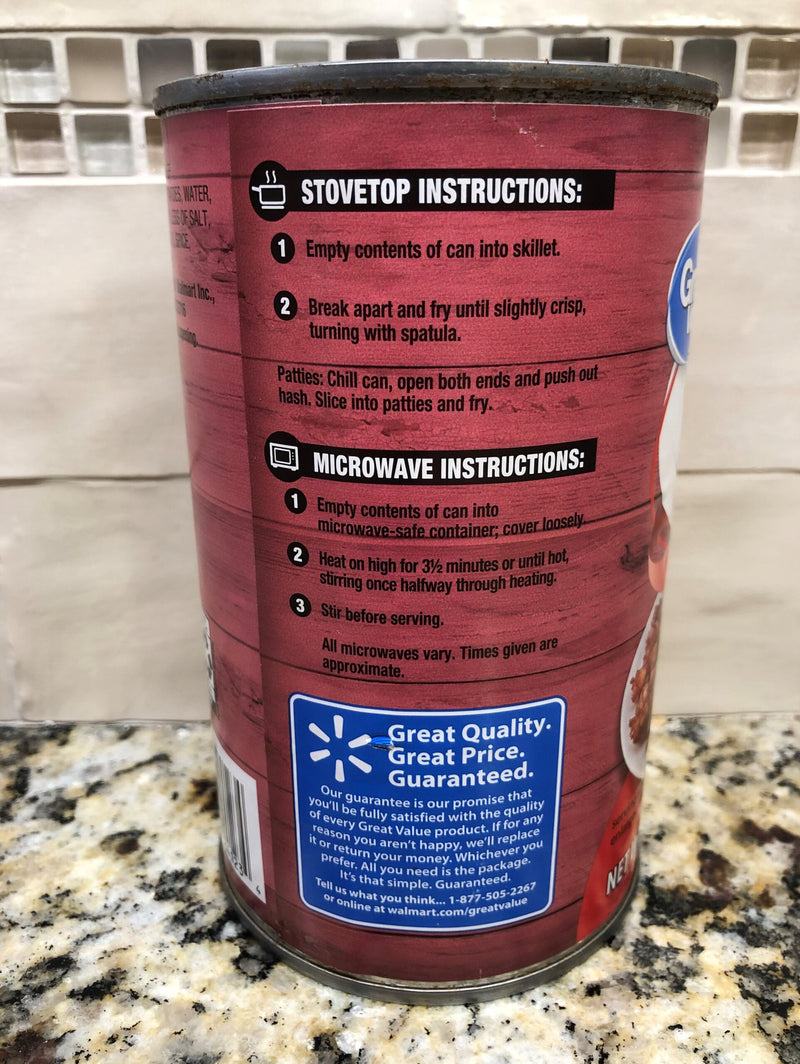 WATER,
OF SALT,
SPICE.
Walmart Inc.,
STOVETOP INSTRUCTIONS:
1 Empty contents of can into skillet.
2 Break apart and fry until slightly crisp,
turning with spatula.
Patties: Chill can, open both ends and push out
hash. Slice into patties and fry.
MICROWAVE INSTRUCTIONS:
1 Empty contents of can into
microwave-safe container; cover loosely.
2 Heat on high for 3½ minutes or until hot,
stirring once halfway through heating.
3 Stir before serving.
All microwaves vary. Times given are
approximate.
Great Quality.
Great Price.
Guaranteed.
Our guarantee is our promise that
you'll be fully satisfied with the quality
of every Great Value product. If for any
reason you aren't happy, we'll replace
it or return your money. Whichever you
prefer. All you need is the package.
It's that simple. Guaranteed.
Tell us what you think... 1-877-505-2267
or online at walmart.com/greatvalue
G
NET